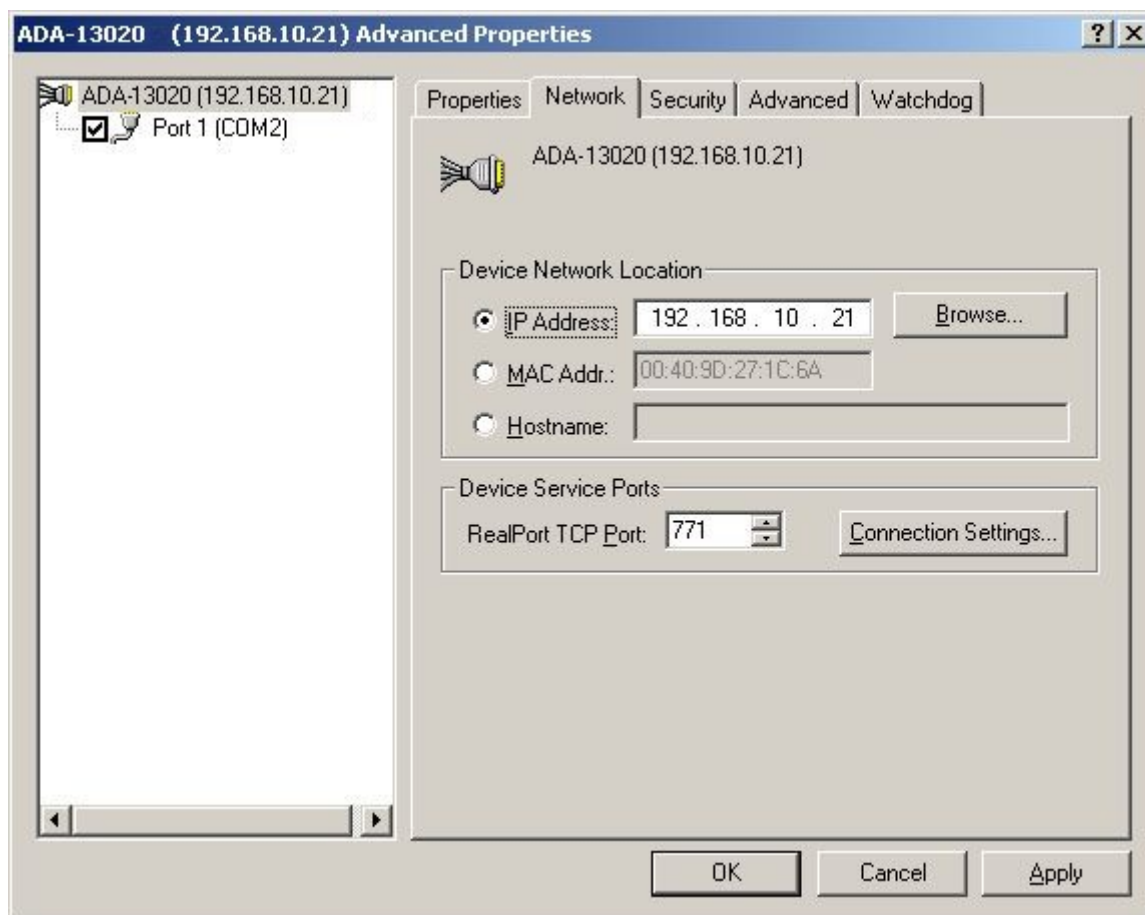 ADA-13020 (192.168.10.21) Advanced Properties
ADA-13020 (192.168.10.21)
Port 1 (COM2)
Properties Network Security Advanced Watchdog
ADA-13020 (192.168.10.21)
Device Network Location
IP Address: 192 . 168 . 10 . 21 Browse...
MAC Addr.: 00:40:9D:27:1C:6A
Hostname:
Device Service Ports
RealPort TCP Port: 771 Connection Settings...
OK Cancel Apply